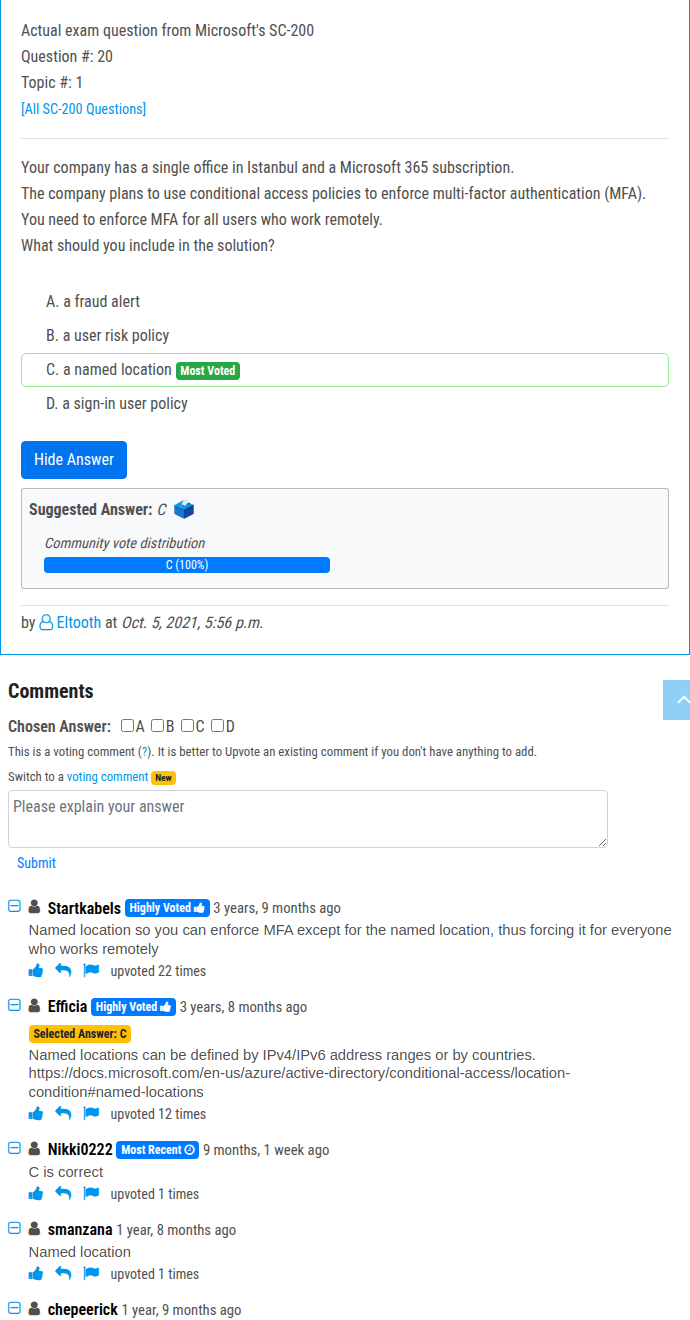 Actual exam question from Microsoft's SC-200
Question #: 20
Topic #: 1
[All SC-200 Questions]
Your company has a single office in Istanbul and a Microsoft 365 subscription.
The company plans to use conditional access policies to enforce multi-factor authentication (MFA).
You need to enforce MFA for all users who work remotely.
What should you include in the solution?
A. a fraud alert
B. a user risk policy
C. a named location Most Voted
D. a sign-in user policy
Hide Answer
Suggested Answer: C
Community vote distribution
C (100%)
by Eltooth at Oct. 5, 2021, 5:56 p.m.
Comments
Chosen Answer: A B C D
This is a voting comment (?). It is better to Upvote an existing comment if you don't have anything to add.
Switch to a voting comment New
Please explain your answer
Submit
Startkabels Highly Voted 3 years, 9 months ago
Named location so you can enforce MFA except for the named location, thus forcing it for everyone
who works remotely
upvoted 22 times
Efficia Highly Voted 3 years, 8 months ago
Selected Answer: C
Named locations can be defined by IPv4/IPv6 address ranges or by countries.
https://docs.microsoft.com/en-us/azure/active-directory/conditional-access/location-
condition#named-locations
upvoted 12 times
Nikki0222 Most Recent 9 months, 1 week ago
C is correct
upvoted 1 times
smanzana 1 year, 8 months ago
Named location
upvoted 1 times
chepeerick 1 year, 9 months ago